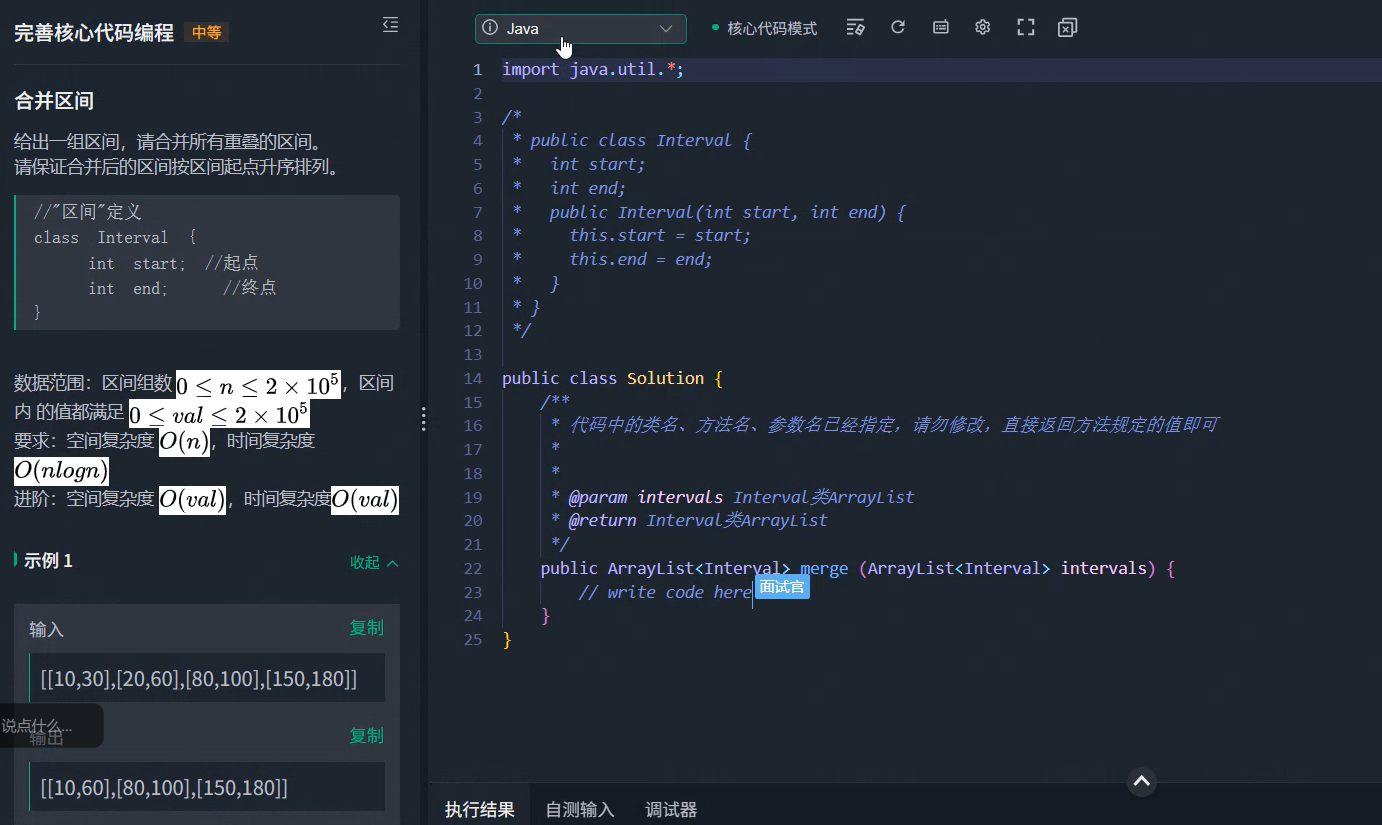 完善核心代码编程 中等
合并区间
给出一组区间，请合并所有重叠的区间。
请保证合并后的区间按区间起点升序排列。
//"区间"定义
class Interval {
int start; //起点
int end; //终点
}
数据范围：区间组数 0 ≤ n ≤ 2 × 10⁵，区间
内 的值都满足 0 ≤ val ≤ 2 × 10⁵
要求：空间复杂度 O(n)，时间复杂度
O(nlogn)
进阶：空间复杂度 O(val)，时间复杂度O(val)
示例 1 收起
输入 复制
[[10,30],[20,60],[80,100],[150,180]]
说点什么...
输出 复制
[[10,60],[80,100],[150,180]]
Java 核心代码模式
1 import java.util.*;
2
3 /*
4 * public class Interval {
5 * int start;
6 * int end;
7 * public Interval(int start, int end) {
8 * this.start = start;
9 * this.end = end;
10 * }
11 * }
12 */
13
14 public class Solution {
15 /**
16 * 代码中的类名、方法名、参数名已经指定，请勿修改，直接返回方法规定的值即可
17 *
18 *
19 * @param intervals Interval类ArrayList
20 * @return Interval类ArrayList
21 */
22 public ArrayList<Interval> merge (ArrayList<Interval> intervals) {
23 // write code here 面试官
24 }
25 }
执行结果 自测输入 调试器